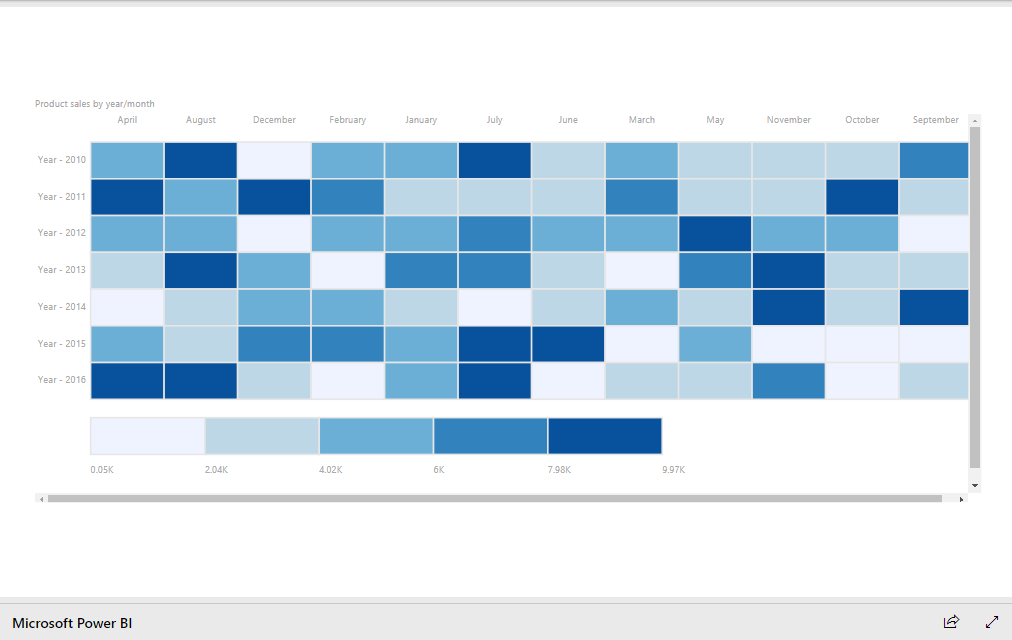 Product sales by year/month
April August December February January July June March May November October September
Year - 2010
Year - 2011
Year - 2012
Year - 2013
Year - 2014
Year - 2015
Year - 2016
0.05K 2.04K 4.02K 6K 7.98K 9.97K
Microsoft Power BI